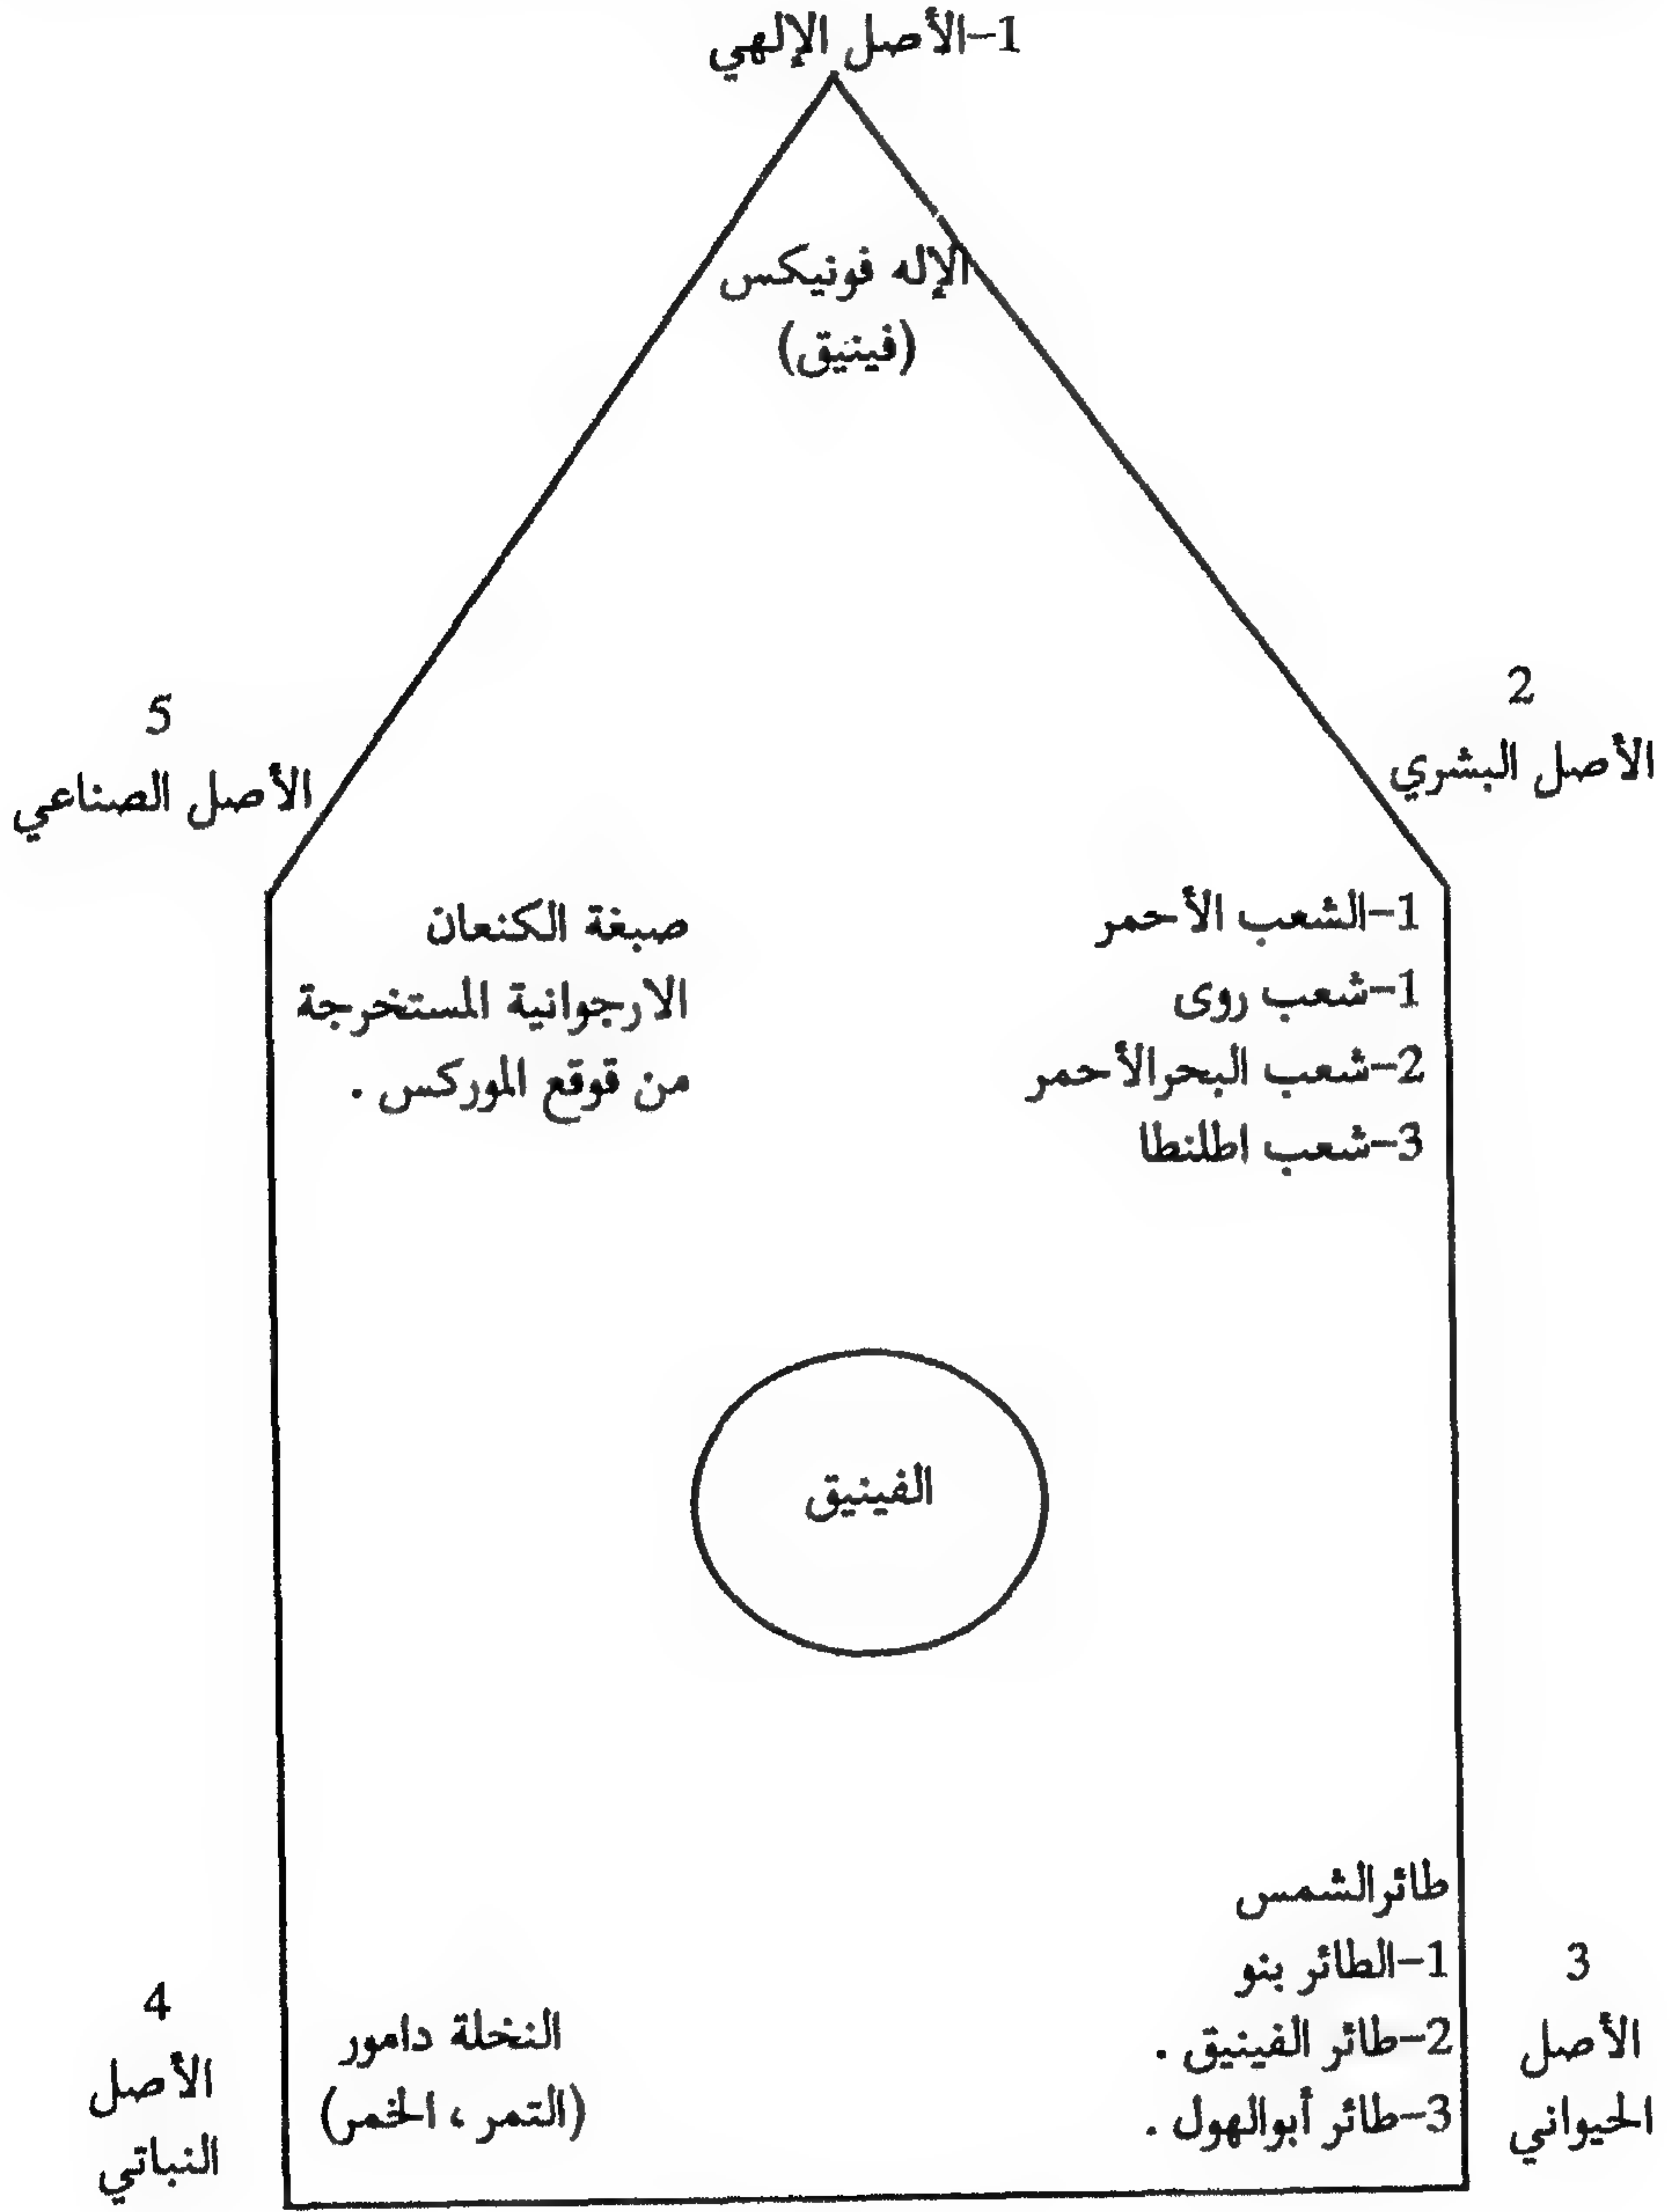 1-الأصل الإلهي
الإله فونيكس
(فينيق)
2
الأصل البشري
5
الأصل الصناعي
1-الشعب الأحمر
1-شعب روى
2-شعب البحرالأحمر
3-شعب اطلنطا
صبغة الكنعان
الارجوانية المستخرجة
من قوقع الموركس .
الفينيق
طائرالشمس
1-الطائر بنو
2-طائر الفينيق .
3-طائر أبوالهول .
3
الأصل
الحيواني
4
الأصل
النباتي
النخلة دامور
(التمر ، الخمر)